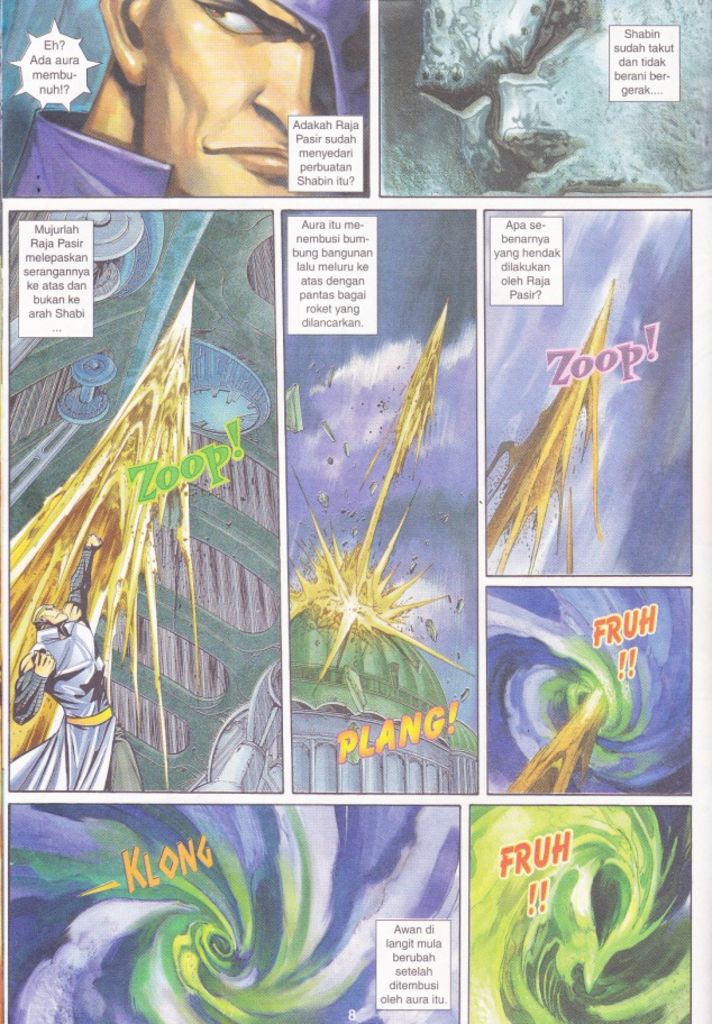 Eh?
Ada aura
membu-
nuh!?
Adakah Raja
Pasir sudah
menyedari
perbuatan
Shabin itu?
Shabin
sudah takut
dan tidak
berani ber-
gerak....
Mujurlah
Raja Pasir
melepaskan
serangannya
ke atas dan
bukan ke
arah Shabi
...
Zoop!
Aura itu me-
nembusi bum-
bung bangunan
lalu meluru ke
atas dengan
pantas bagai
roket yang
dilancarkan.
PLANG!
Apa se-
benarnya
yang hendak
dilakukan
oleh Raja
Pasir?
Zoop!
FRUH
!!
KLONG
Awan di
langit mula
berubah
setelah
ditembusi
oleh aura itu.
FRUH
!!
8